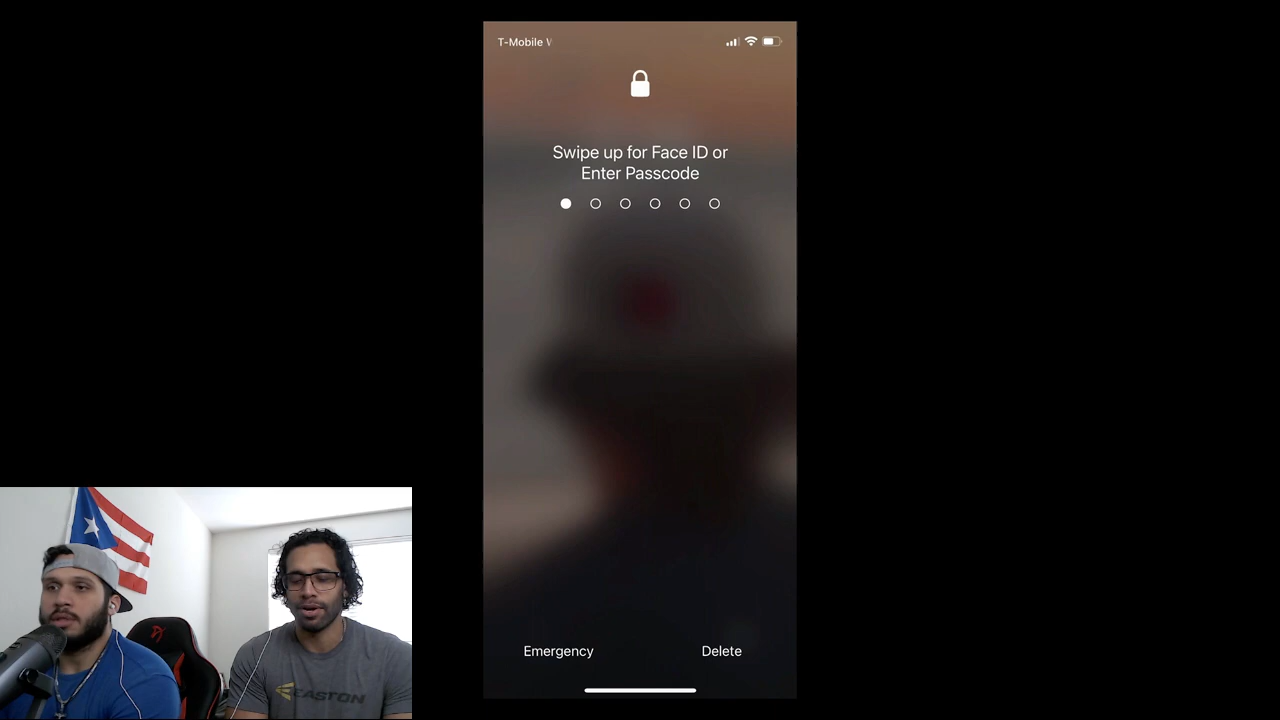 T-Mobile
Swipe up for Face ID or
Enter Passcode
Emergency
Delete
EASTON